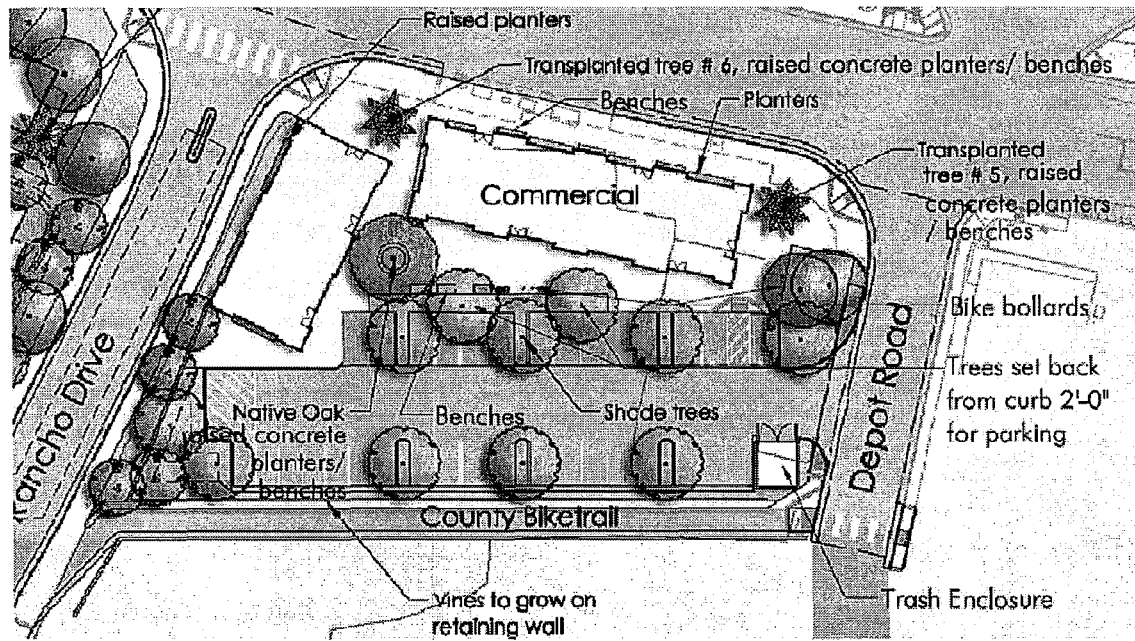 Raised planters
Transplanted tree # 6, raised concrete planters/ benches
Benches
Planters
Commercial
Transplanted
tree # 5, raised
concrete planters
/ benches
Bike bollards
Trees set back
from curb 2'-0"
for parking
Rancho Drive
Depot Road
Native Oak
raised concrete
planters/
benches
Benches
Shade trees
County Biketrail
Vines to grow on
retaining wall
Trash Enclosure